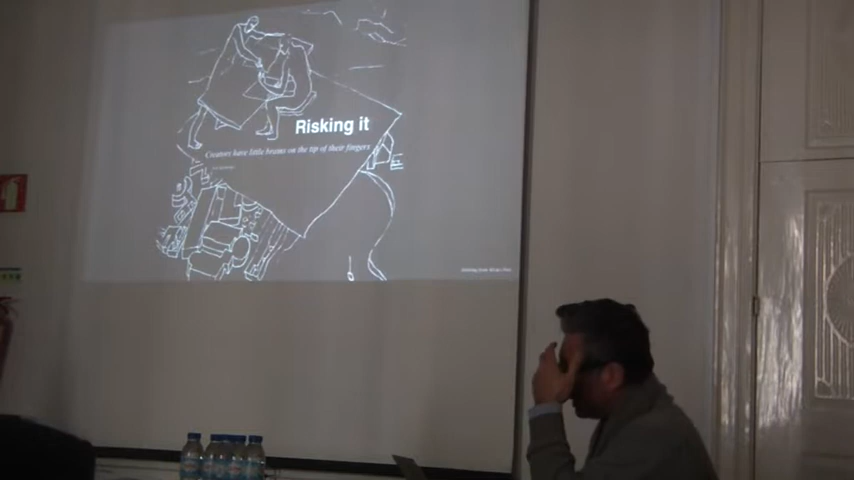 Risking it
Creators have little brains on the tip of their fingers